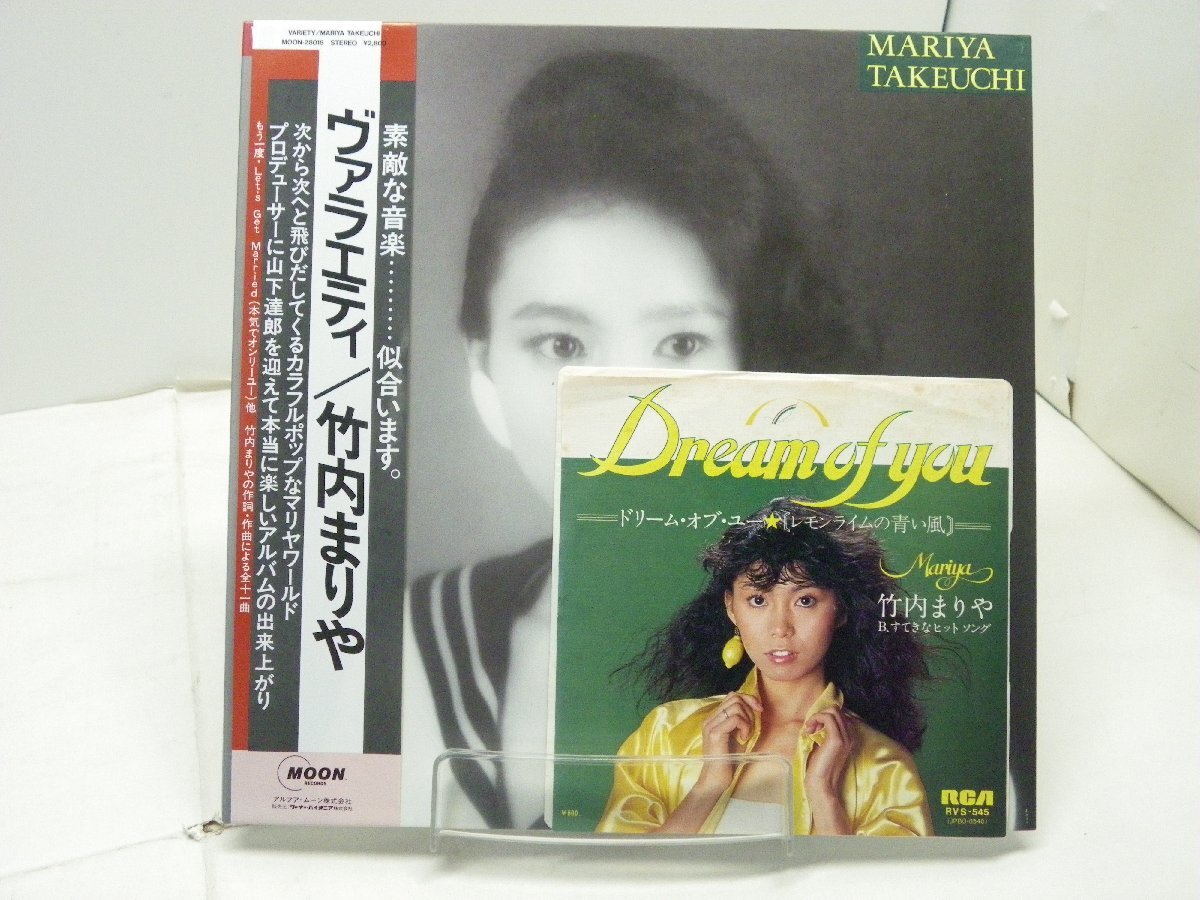 VARIETY/MARIYA TAKEUCHI
MOON-28018 STEREO ¥2,800
MARIYA
TAKEUCHI
素敵な音楽………似合います。
ヴァラエティ/竹内まりや
次から次へと飛びだしてくるカラフルポップなマリヤワールド
プロデューサーに山下達郎を迎えて本当に楽しいアルバムの出来上がり
もう一度・Let's Get Married(本気でオンリーユー)他 竹内まりやの作詞・作曲による全十一曲
MOON
RECORDS
アルファ・ムーン株式会社
販売元 ワーナー・パイオニア株式会社
Dream of you
ドリーム・オブ・ユー★〚レモンライムの青い風〛
Mariya
竹内まりや
B.すてきなヒットソング
RCA
RVS-545
¥600